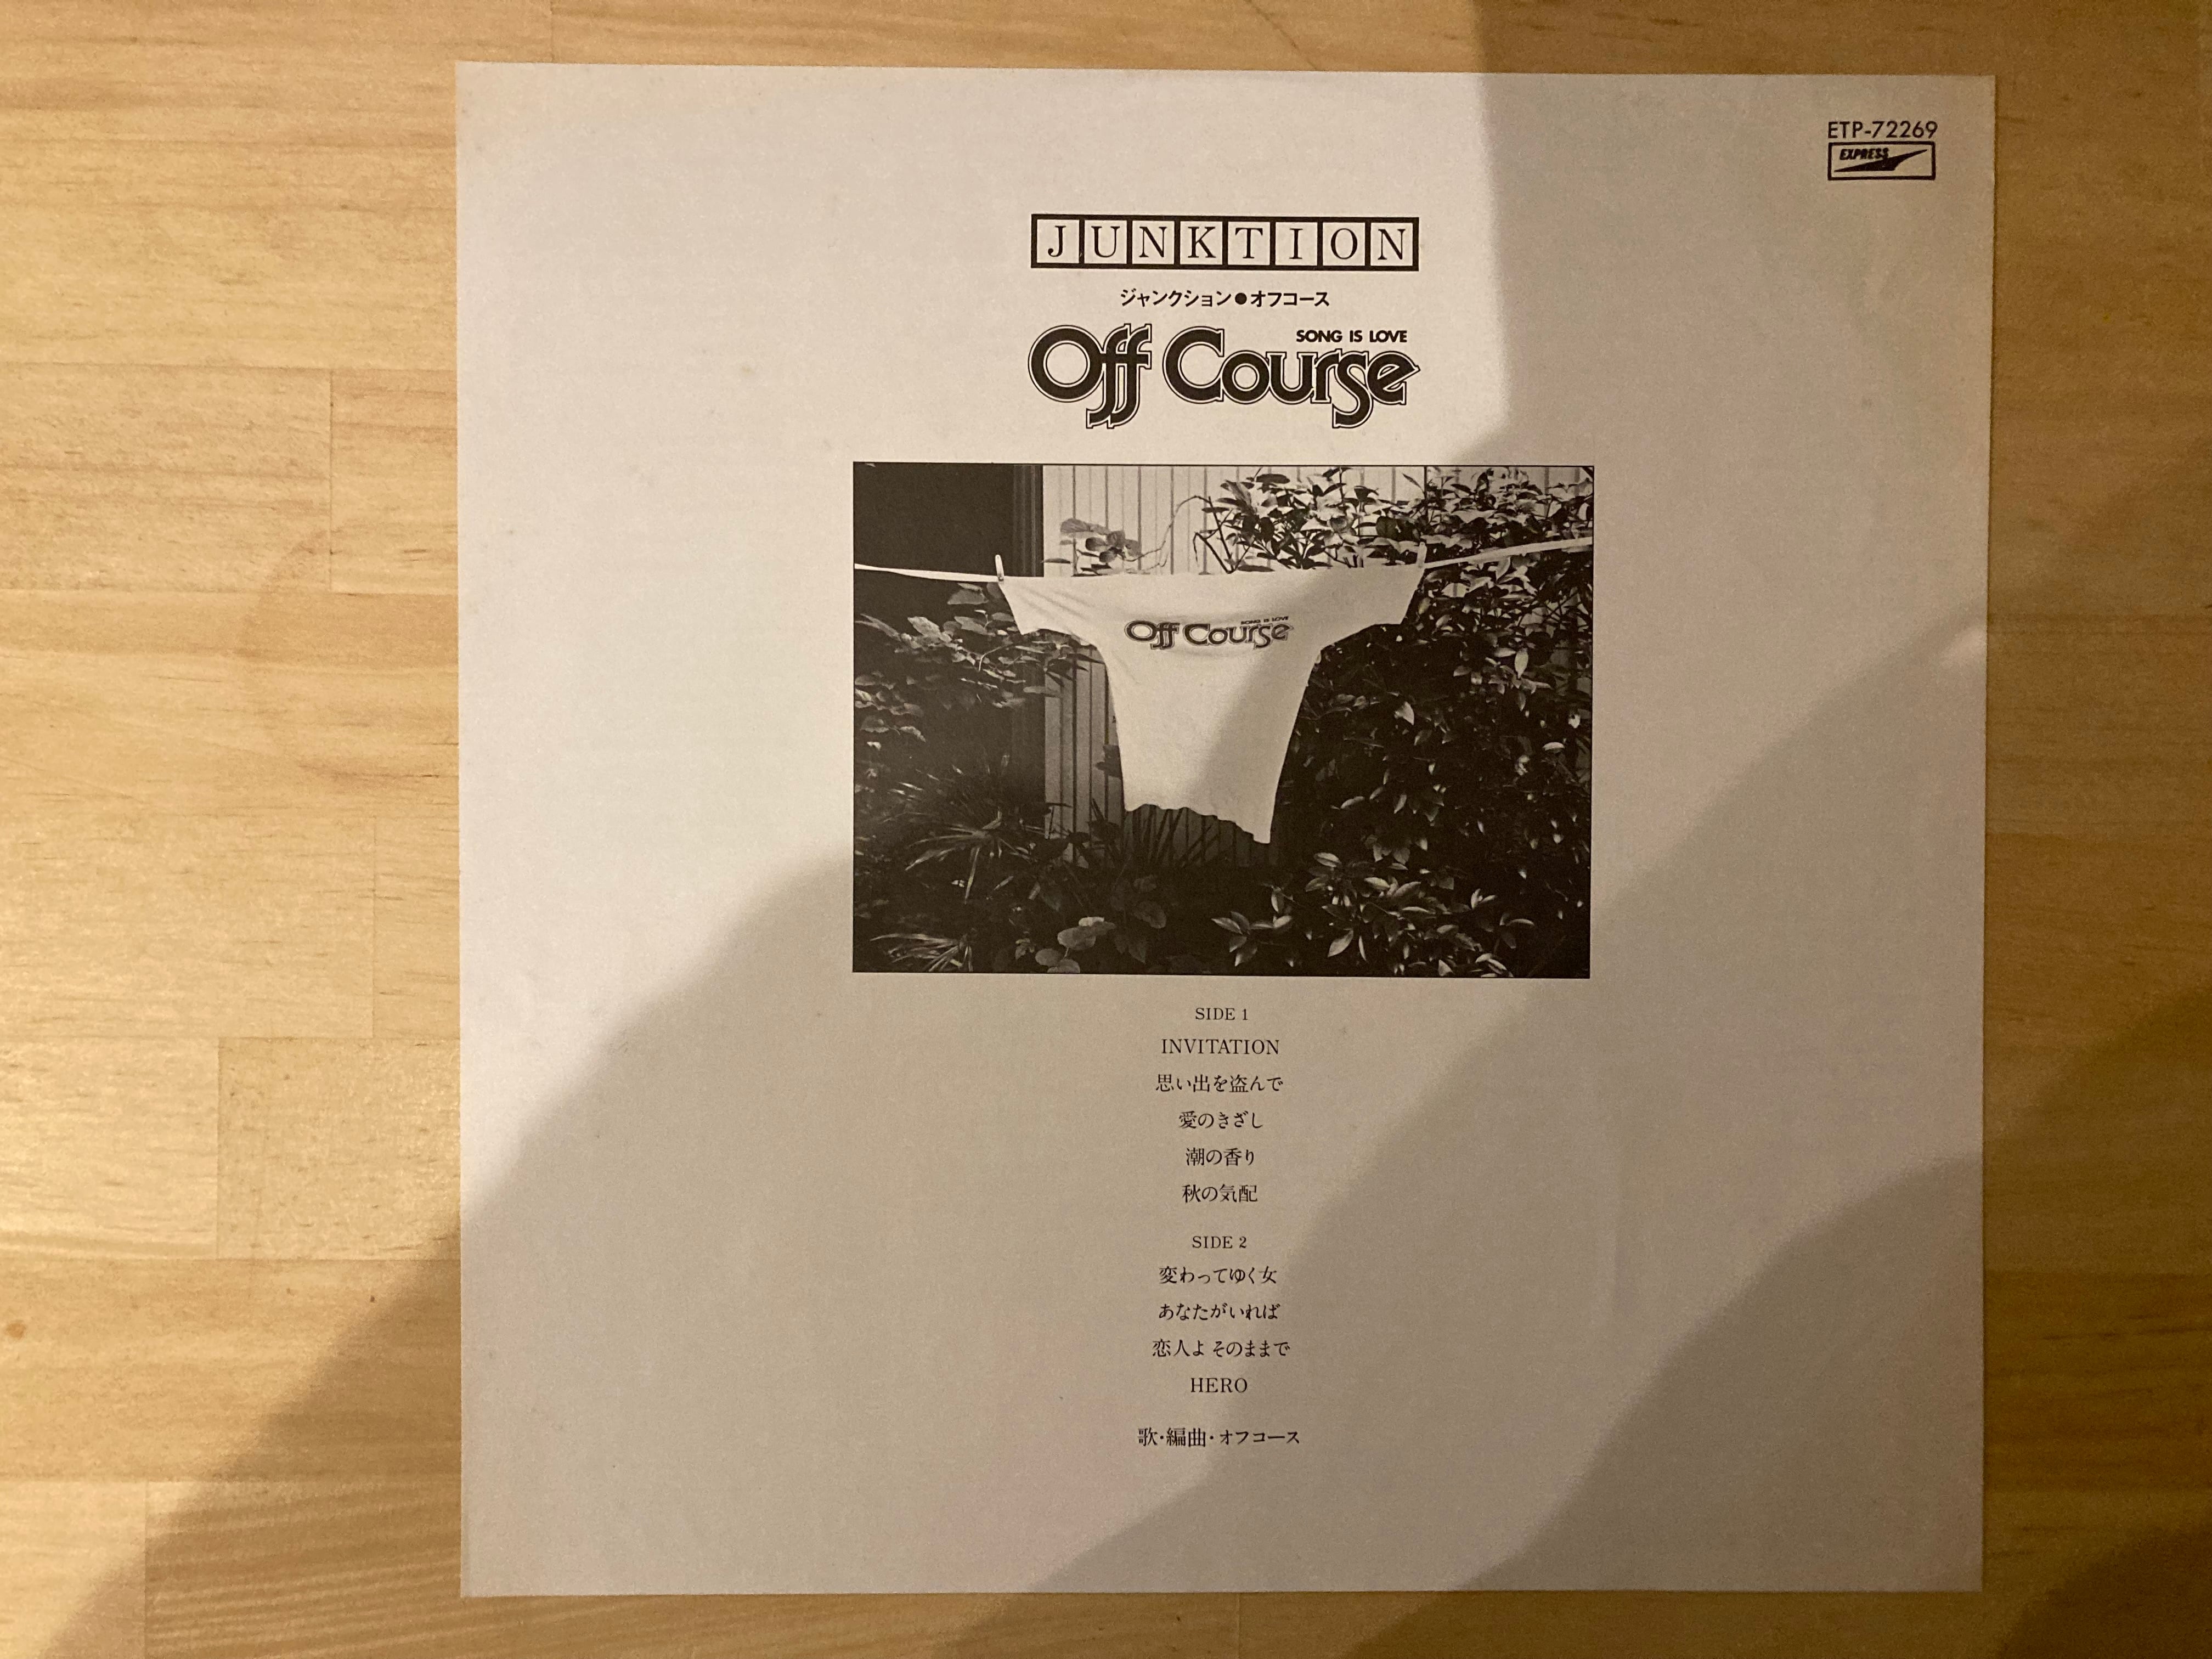 ETP-72269
EXPRESS
JUNKTION
ジャンクション●オフコース
SONG IS LOVE
Off Course
SONG IS LOVE
Off Course
SIDE 1
INVITATION
思い出を盗んで
愛のきざし
潮の香り
秋の気配
SIDE 2
変わってゆく女
あなたがいれば
恋人よ そのままで
HERO
歌・編曲・オフコース